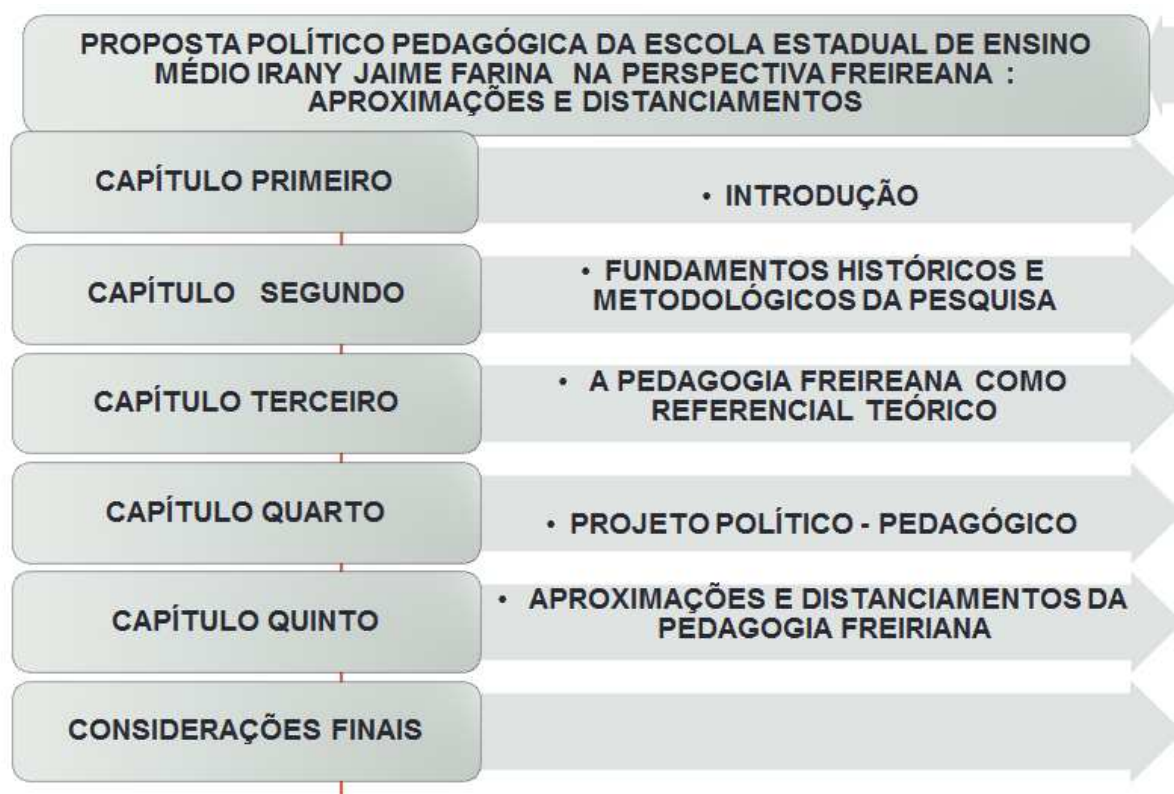 PROPOSTA POLÍTICO PEDAGÓGICA DA ESCOLA ESTADUAL DE ENSINO
MÉDIO IRANY JAIME FARINA NA PERSPECTIVA FREIREANA :
APROXIMAÇÕES E DISTANCIAMENTOS
CAPÍTULO PRIMEIRO
• INTRODUÇÃO
CAPÍTULO SEGUNDO
• FUNDAMENTOS HISTÓRICOS E
METODOLÓGICOS DA PESQUISA
CAPÍTULO TERCEIRO
• A PEDAGOGIA FREIREANA COMO
REFERENCIAL TEÓRICO
CAPÍTULO QUARTO
• PROJETO POLÍTICO - PEDAGÓGICO
CAPÍTULO QUINTO
• APROXIMAÇÕES E DISTANCIAMENTOS DA
PEDAGOGIA FREIRIANA
CONSIDERAÇÕES FINAIS